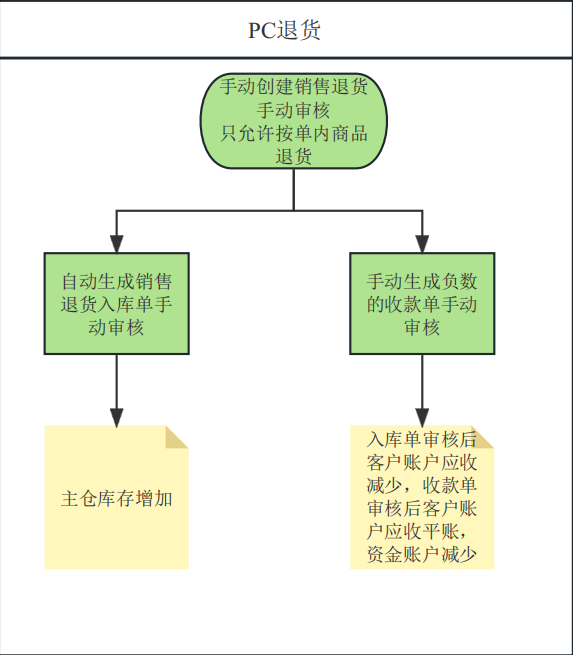 PC退货
手动创建销售退货
手动审核
只允许按单内商品
退货
自动生成销售
退货入库单手
动审核
手动生成负数
的收款单手动
审核
主仓库存增加
入库单审核后
客户账户应收
减少，收款单
审核后客户账
户应收平账，
资金账户减少